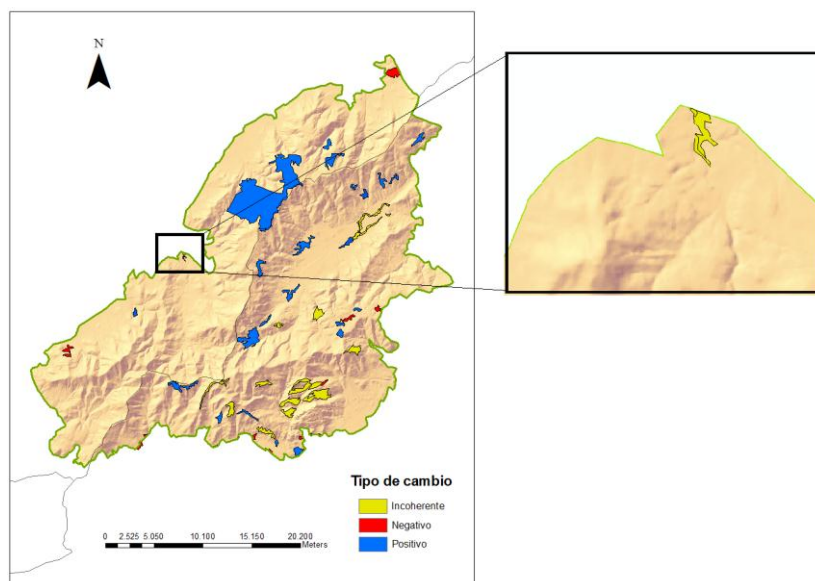 N
Tipo de cambio
Incoherente
Negativo
Positivo
0 2.525 5.050 10.100 15.150 20.200
Meters